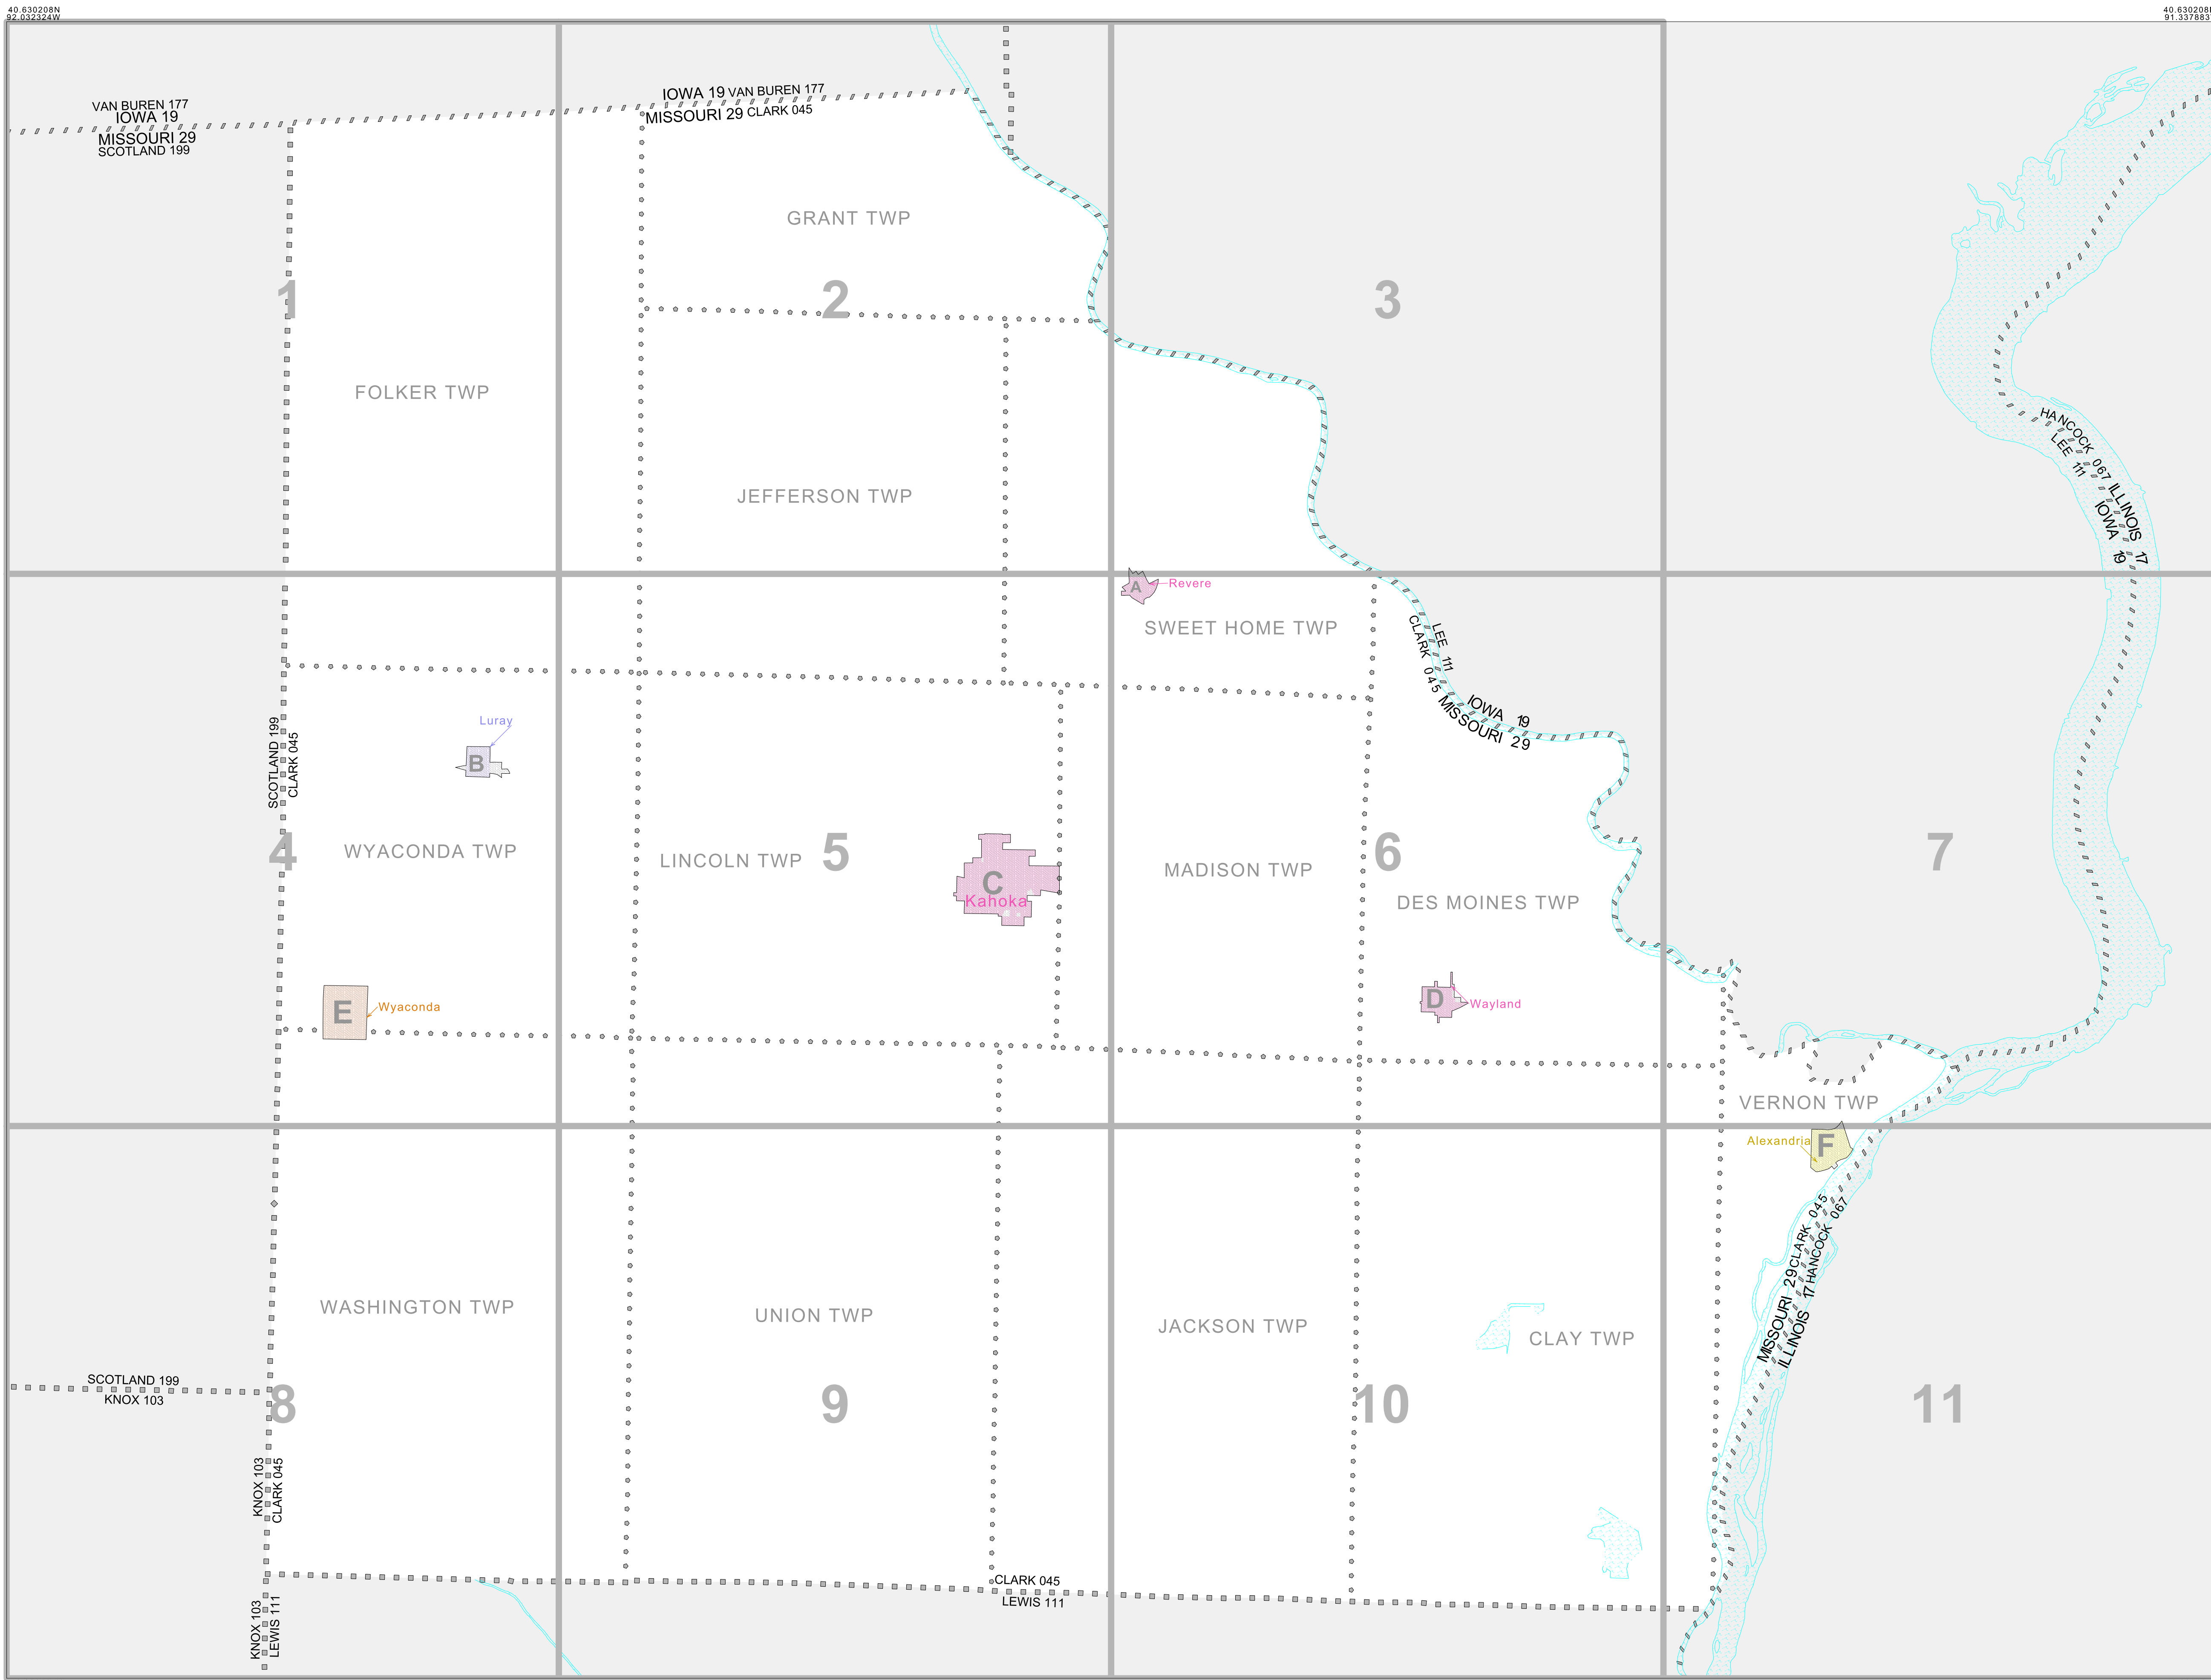 40.630208N
92.032324W
40.630208N
91.337883
VAN BUREN 177
IOWA 19
MISSOURI 29
SCOTLAND 199
IOWA 19 VAN BUREN 177
MISSOURI 29 CLARK 045
GRANT TWP
1
2
3
FOLKER TWP
JEFFERSON TWP
HANCOCK 067 ILLINOIS 17
LEE 111 IOWA 19
A
Revere
SWEET HOME TWP
LEE 111
CLARK 045
IOWA 19
MISSOURI 29
Luray
B
SCOTLAND 199
CLARK 045
4
WYACONDA TWP
LINCOLN TWP
5
C
Kahoka
MADISON TWP
6
DES MOINES TWP
7
E
Wyaconda
D
Wayland
VERNON TWP
Alexandria
F
MISSOURI 29 CLARK 045
ILLINOIS 17 HANCOCK 067
WASHINGTON TWP
UNION TWP
JACKSON TWP
CLAY TWP
SCOTLAND 199
KNOX 103
8
9
10
11
KNOX 103
CLARK 045
CLARK 045
LEWIS 111
KNOX 103
LEWIS 111